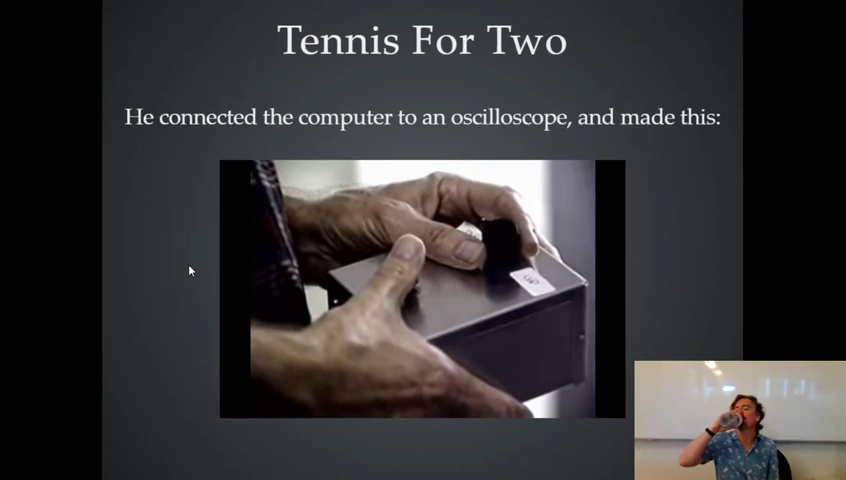 Tennis For Two
He connected the computer to an oscilloscope, and made this: